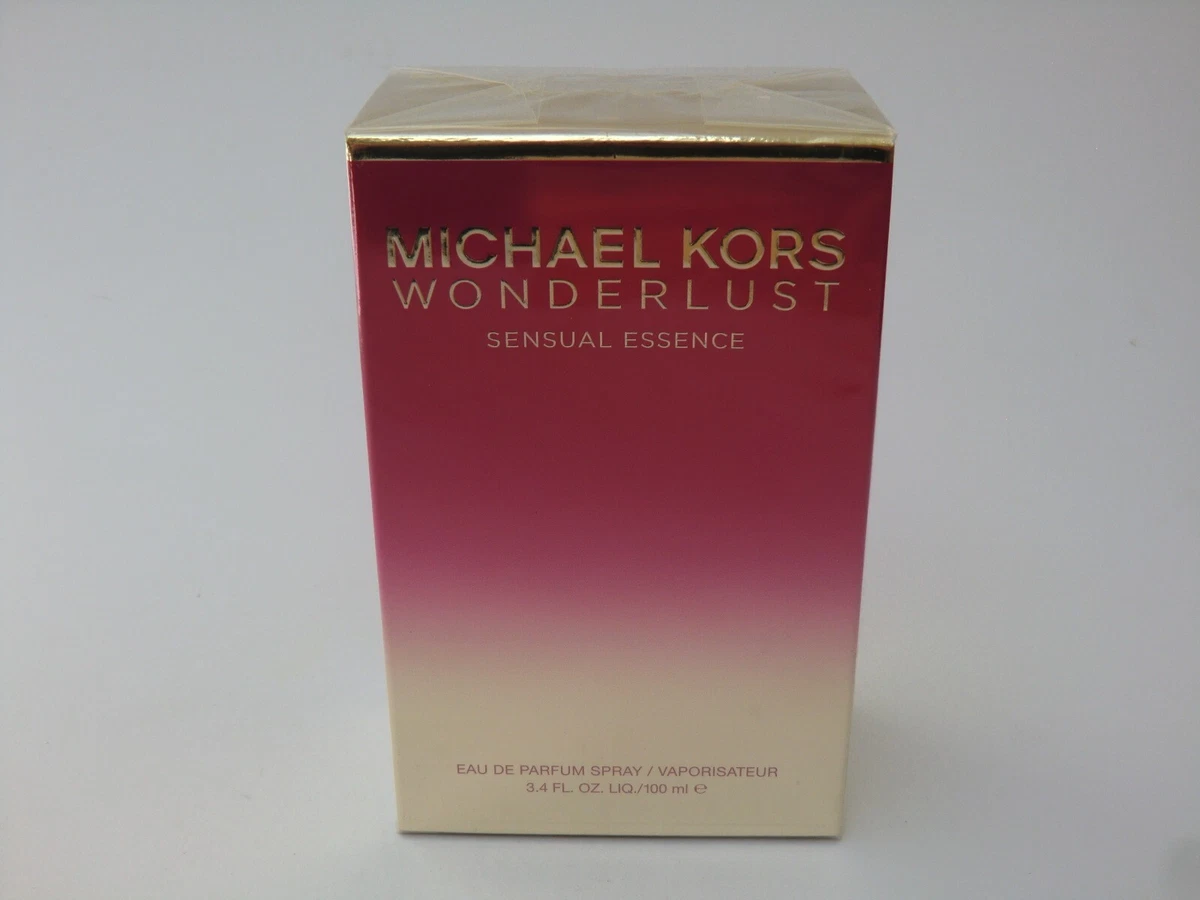 MICHAEL KORS
WONDERLUST
SENSUAL ESSENCE
EAU DE PARFUM SPRAY / VAPORISATEUR
3.4 FL. OZ. LIQ./100 ml ℮